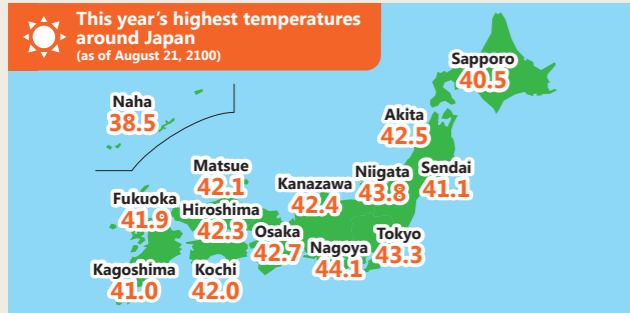 This year's highest temperatures
around Japan
(as of August 21, 2100)
Sapporo
40.5
Naha
38.5
Akita
42.5
Matsue
42.1
Kanazawa
42.4
Niigata
43.8
Sendai
41.1
Fukuoka
41.9
Hiroshima
42.3
Osaka
42.7
Nagoya
44.1
Tokyo
43.3
Kagoshima
41.0
Kochi
42.0